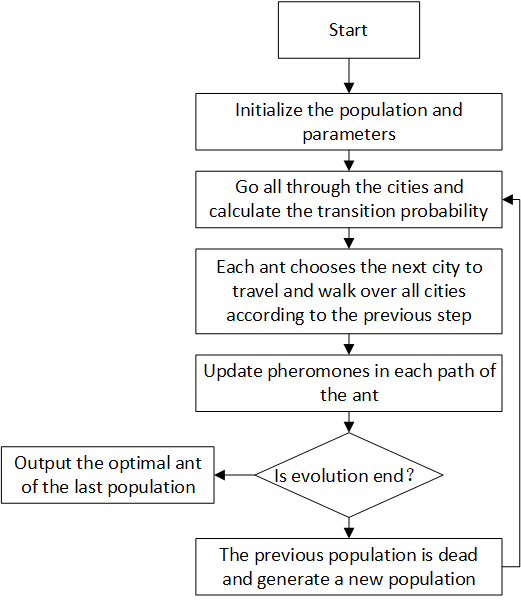 Start
Initialize the population and
parameters
Go all through the cities and
calculate the transition probability
Each ant chooses the next city to
travel and walk over all cities
according to the previous step
Update pheromones in each path of
the ant
Is evolution end？
Output the optimal ant
of the last population
The previous population is dead
and generate a new population